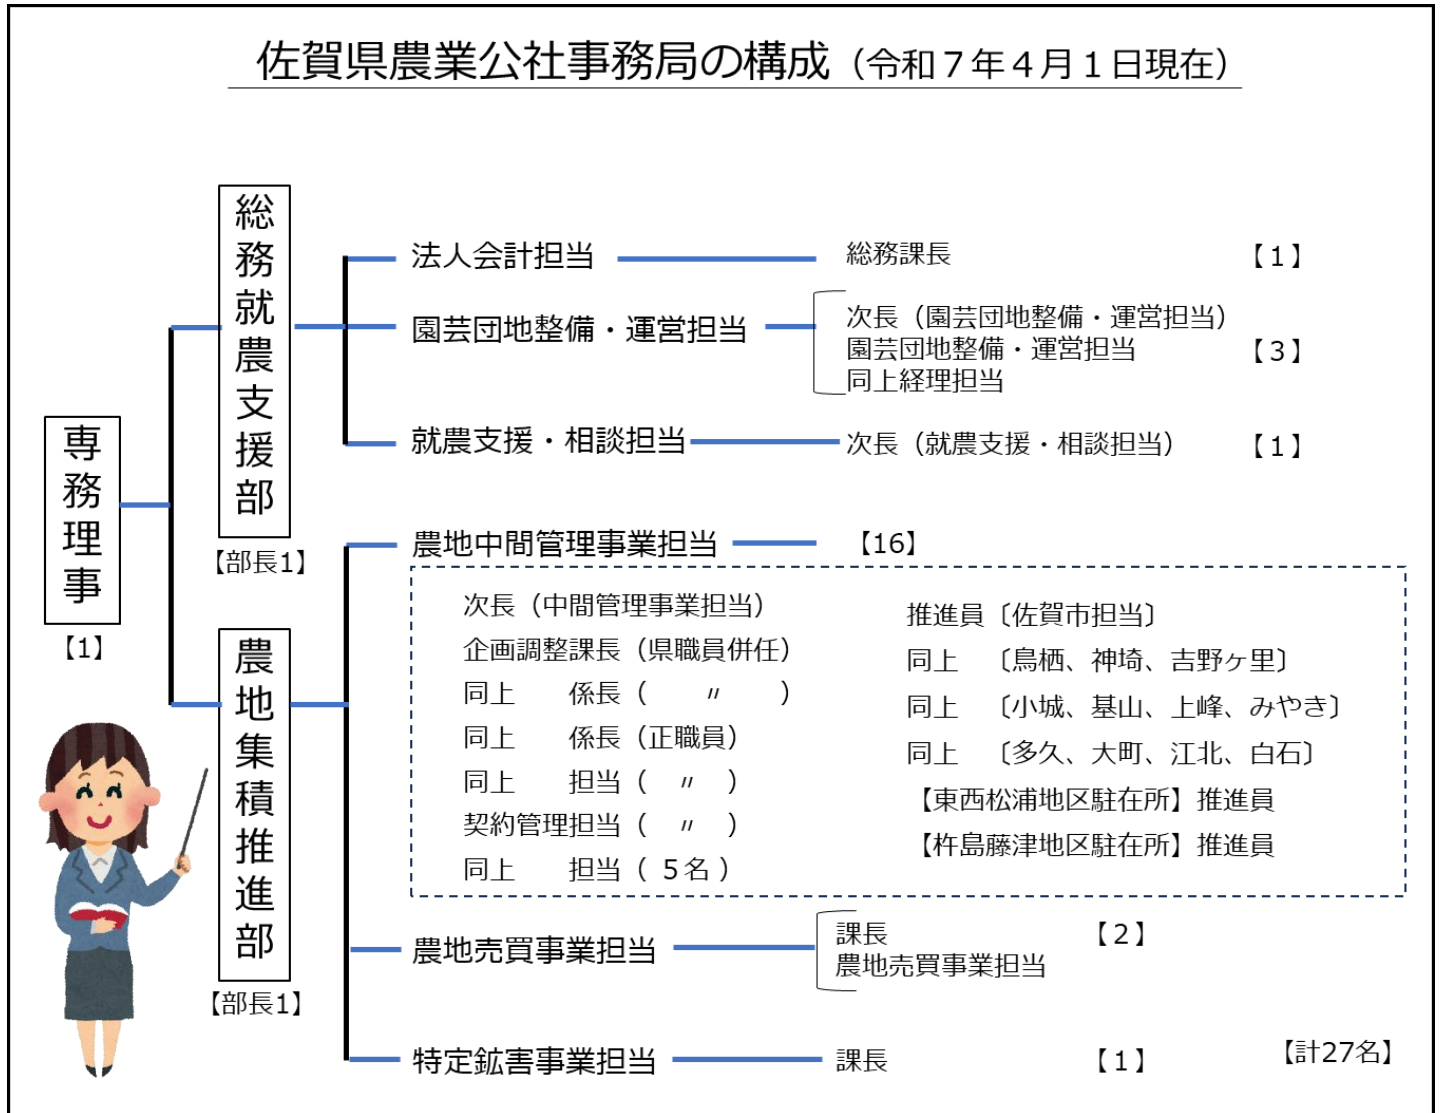 佐賀県農業公社事務局の構成（令和７年４月１日現在）
専務理事
【1】
総務就農支援部
【部長1】
法人会計担当
総務課長
【１】
園芸団地整備・運営担当
次長（園芸団地整備・運営担当）
園芸団地整備・運営担当
同上経理担当
【３】
就農支援・相談担当
次長（就農支援・相談担当）
【１】
農地集積推進部
【部長1】
農地中間管理事業担当
【16】
次長（中間管理事業担当）
企画調整課長（県職員併任）
同上　　係長（　　〃　　）
同上　　係長（正職員）
同上　　担当（　〃　）
契約管理担当（　〃　）
同上　　担当（ ５名 ）
推進員〔佐賀市担当〕
同上　〔鳥栖、神埼、吉野ヶ里〕
同上　〔小城、基山、上峰、みやき〕
同上　〔多久、大町、江北、白石〕
【東西松浦地区駐在所】推進員
【杵島藤津地区駐在所】推進員
農地売買事業担当
課長
農地売買事業担当
【２】
特定鉱害事業担当
課長
【１】
【計27名】